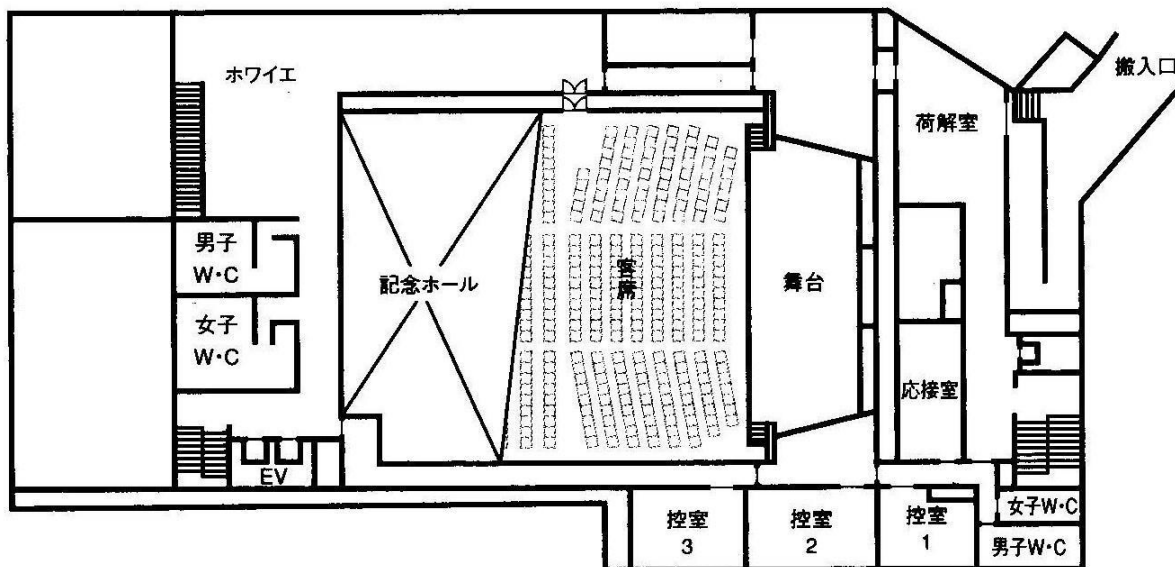 ホワイエ
搬入口
荷解室
男子
W・C
記念ホール
客席
舞台
女子
W・C
応接室
EV
控室
3
控室
2
控室
1
女子W・C
男子W・C